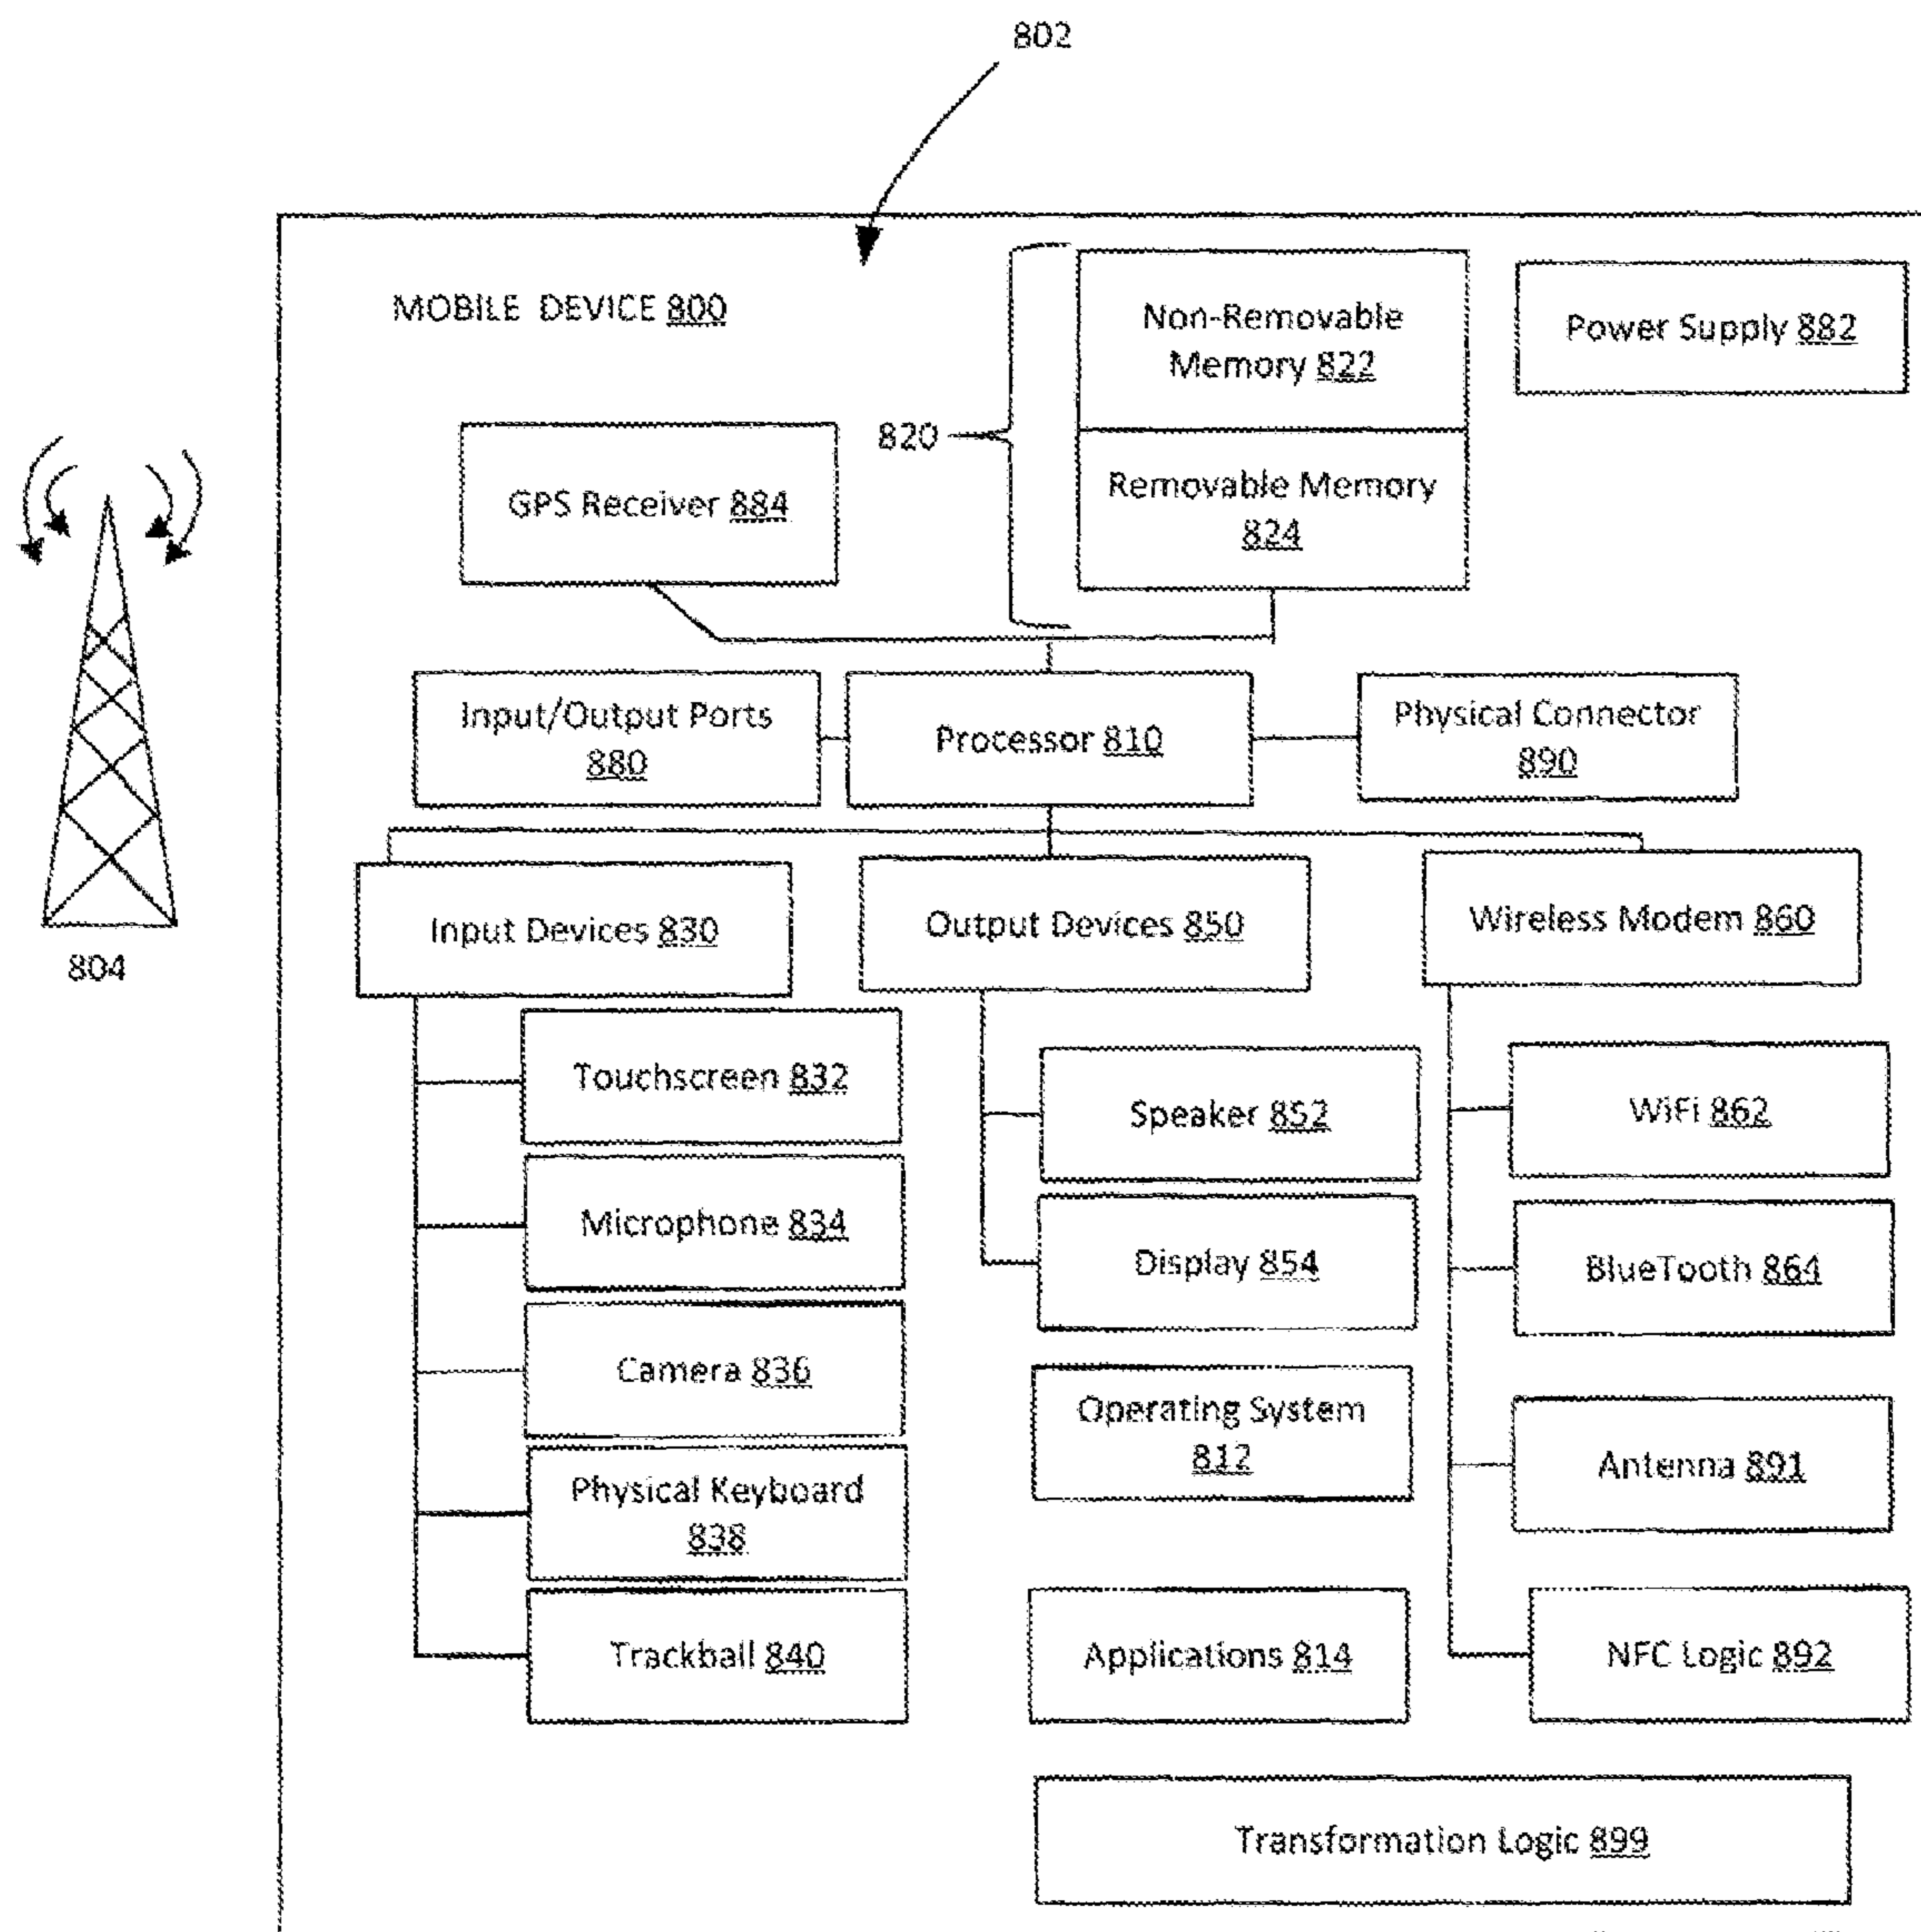 802
MOBILE DEVICE 800
Non-Removable
Memory 822
Power Supply 882
820
GPS Receiver 884
Removable Memory
824
Input/Output Ports
880
Processor 810
Physical Connector
890
Input Devices 830
Output Devices 850
Wireless Modem 860
804
Touchscreen 832
Speaker 852
WiFi 862
Microphone 834
Display 854
BlueTooth 864
Camera 836
Operating System
812
Antenna 891
Physical Keyboard
838
Trackball 840
Applications 814
NFC Logic 892
Transformation Logic 899